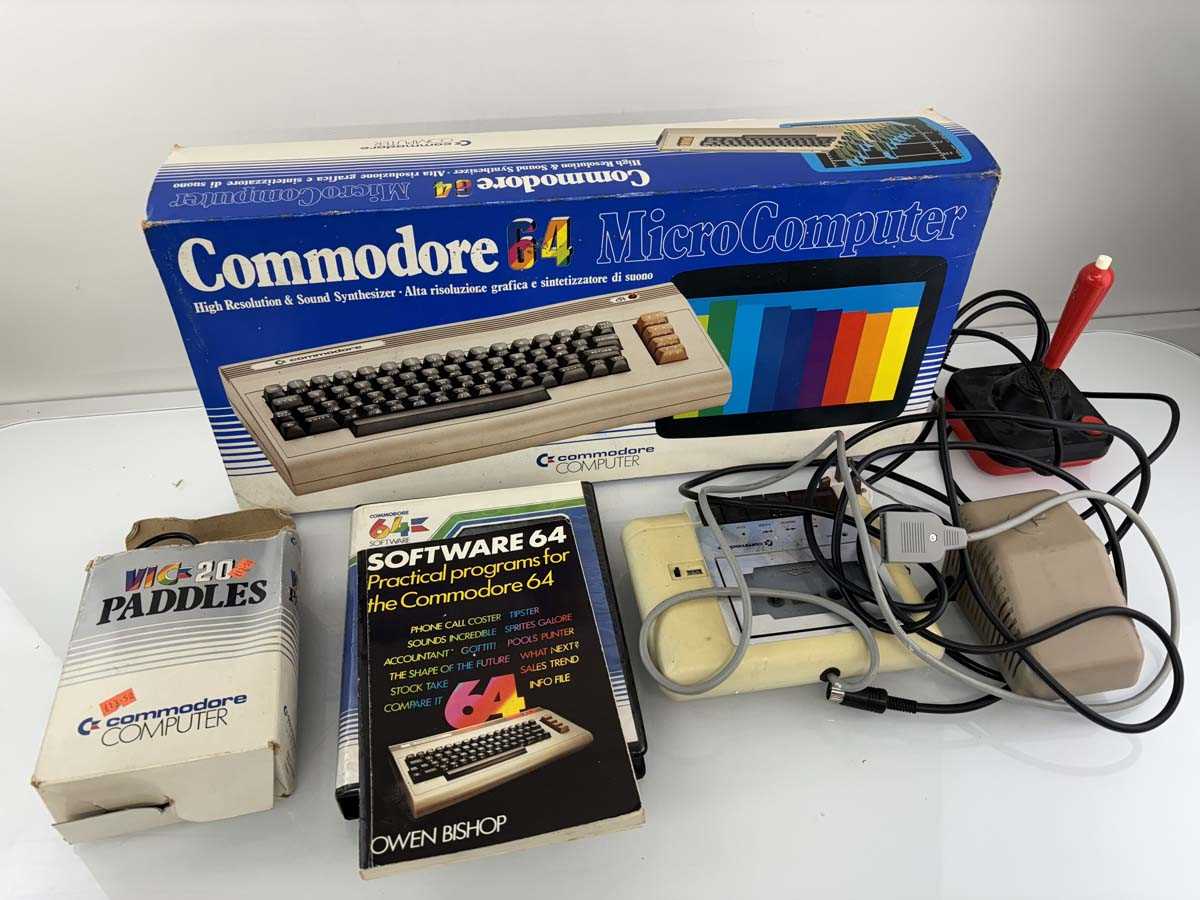 commodore
COMPUTER
Commodore 64 MicroComputer
High Resolution & Sound Synthesizer · Alta risoluzione grafica e sintetizzatore di suono
Commodore 64 MicroComputer
High Resolution & Sound Synthesizer · Alta risoluzione grafica e sintetizzatore di suono
commodore
commodore
COMPUTER
VIC-20
PADDLES
commodore
COMPUTER
COMMODORE
64
SOFTWARE
SOFTWARE 64
Practical programs for
the Commodore 64
PHONE CALL COSTER TIPSTER
SOUNDS INCREDIBLE SPRITES GALORE
ACCOUNTANT GOTTIT! POOLS PUNTER
THE SHAPE OF THE FUTURE WHAT NEXT?
STOCK TAKE SALES TREND
COMPARE IT 64 INFO FILE
OWEN BISHOP